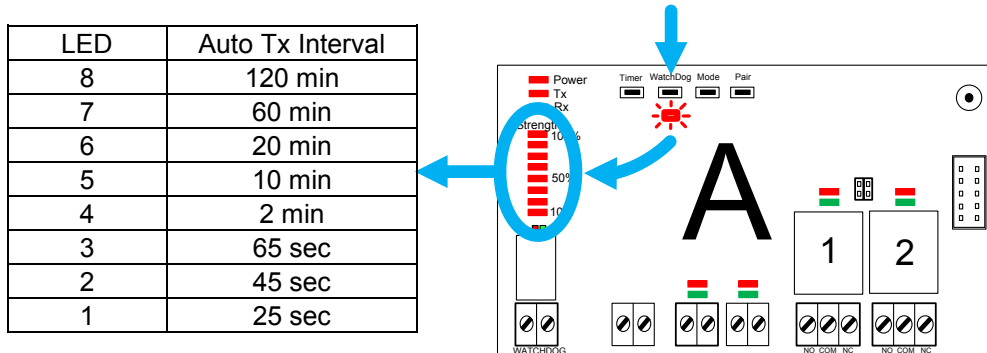 LED Auto Tx Interval
8 120 min
7 60 min
6 20 min
5 10 min
4 2 min
3 65 sec
2 45 sec
1 25 sec
Power
Tx
Rx
Timer WatchDog Mode Pair
Strength
100%
50%
10
A
1 2
WATCHDOG
NO COM NC NO COM NC